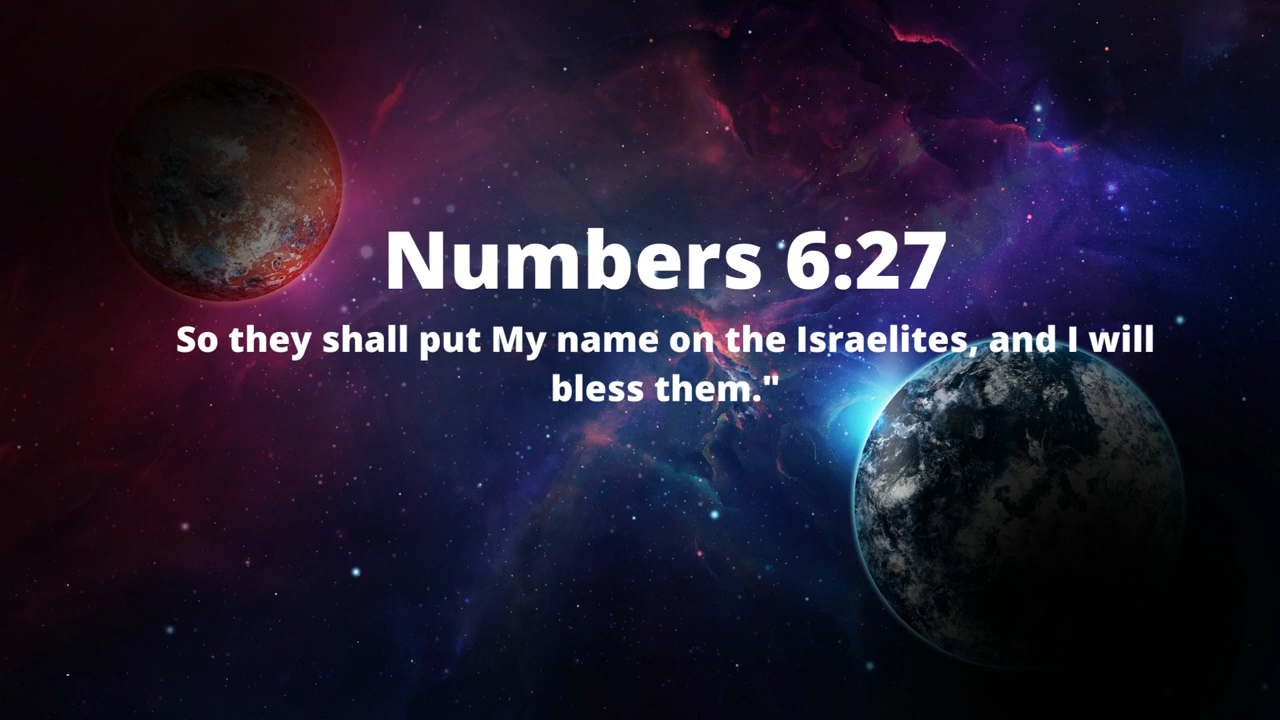 Numbers 6:27
So they shall put My name on the Israelites, and I will
bless them."